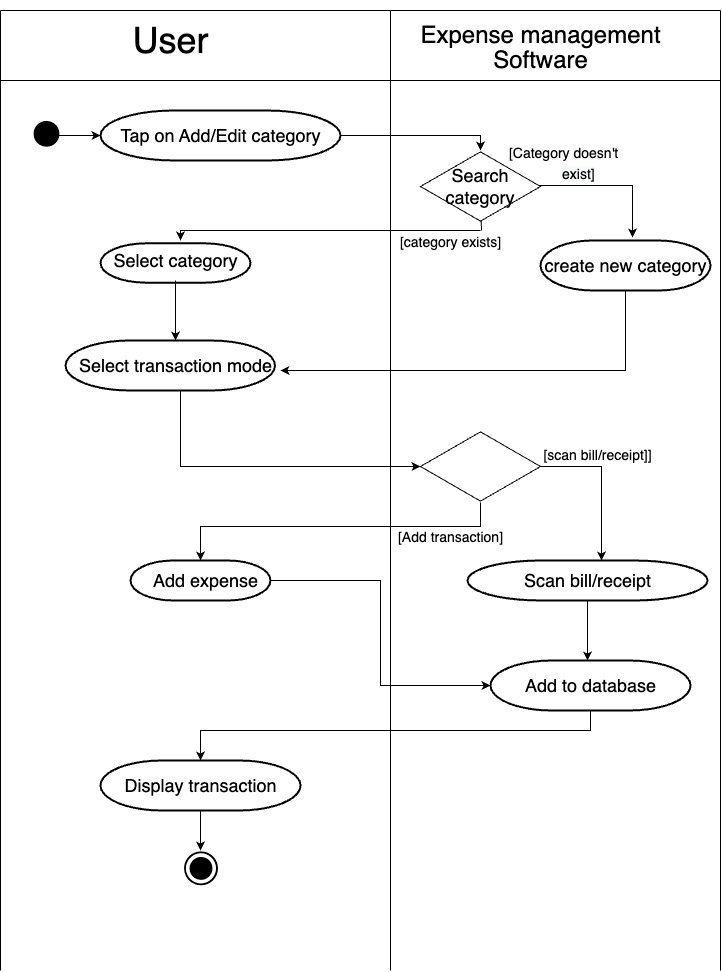 User
Expense management
Software
Tap on Add/Edit category
[Category doesn't
exist]
Search
category
[category exists]
Select category
create new category
Select transaction mode
[scan bill/receipt]]
[Add transaction]
Add expense
Scan bill/receipt
Add to database
Display transaction